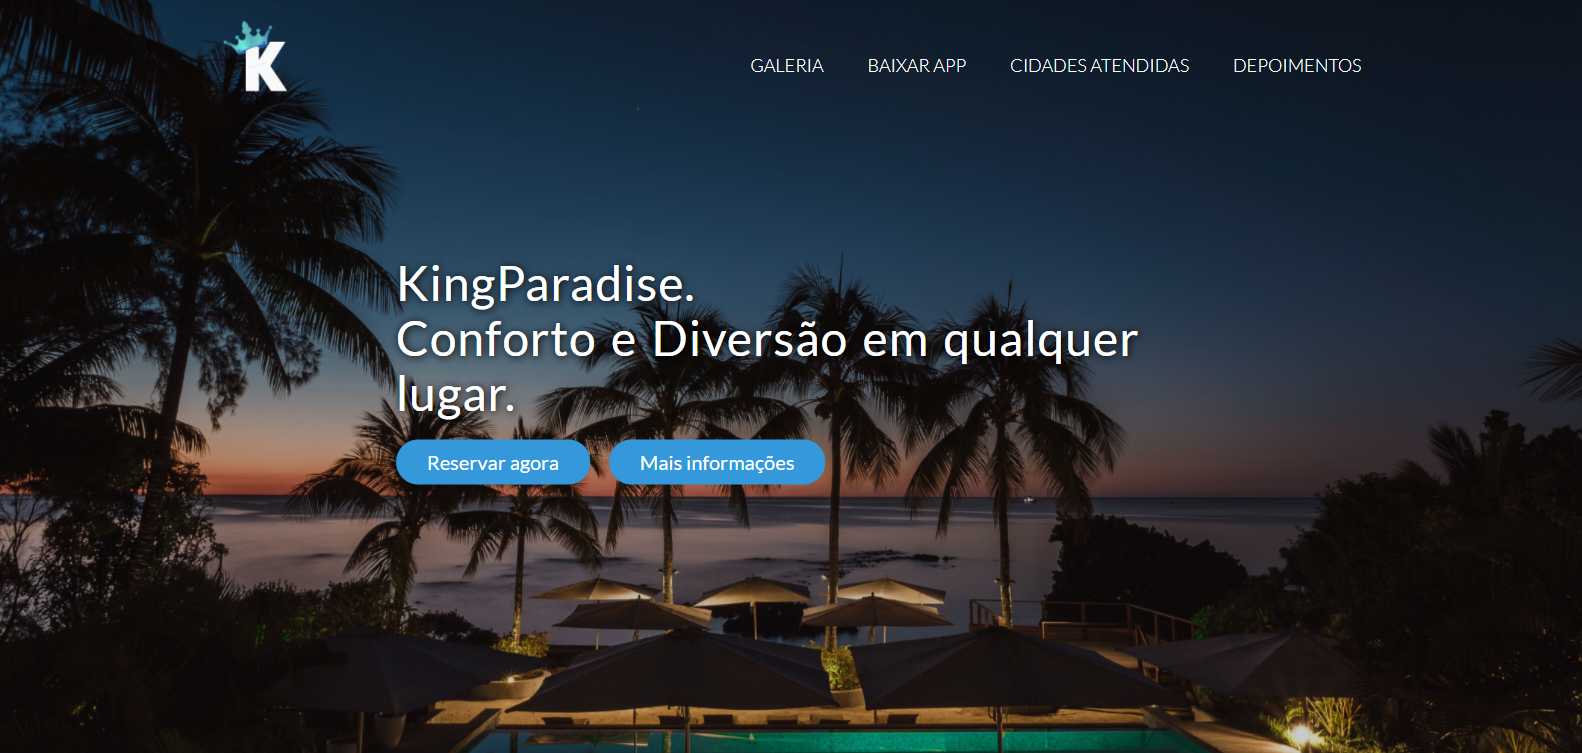 K
GALERIA BAIXAR APP CIDADES ATENDIDAS DEPOIMENTOS
KingParadise.
Conforto e Diversão em qualquer
lugar.
Reservar agora Mais informações